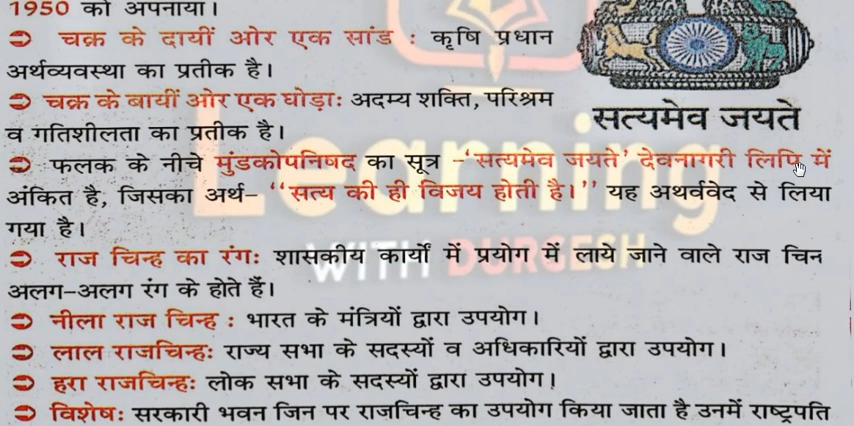 1950 को अपनाया।
➲ चक्र के दायीं ओर एक सांड : कृषि प्रधान
अर्थव्यवस्था का प्रतीक है।
➲ चक्र के बायीं ओर एक घोड़ा: अदम्य शक्ति, परिश्रम
व गतिशीलता का प्रतीक है।
सत्यमेव जयते
➲ फलक के नीचे मुंडकोपनिषद का सूत्र -‘सत्यमेव जयते’ देवनागरी लिपि में
अंकित है, जिसका अर्थ- ‘‘सत्य की ही विजय होती है।’’ यह अथर्ववेद से लिया
गया है।
➲ राज चिन्ह का रंग: शासकीय कार्यों में प्रयोग में लाये जाने वाले राज चिन
अलग-अलग रंग के होते हैं।
➲ नीला राज चिन्ह : भारत के मंत्रियों द्वारा उपयोग।
➲ लाल राजचिन्ह: राज्य सभा के सदस्यों व अधिकारियों द्वारा उपयोग।
➲ हरा राजचिन्ह: लोक सभा के सदस्यों द्वारा उपयोग।
➲ विशेष: सरकारी भवन जिन पर राजचिन्ह का उपयोग किया जाता है उनमें राष्ट्रपति
Learning
WITH DURGESH